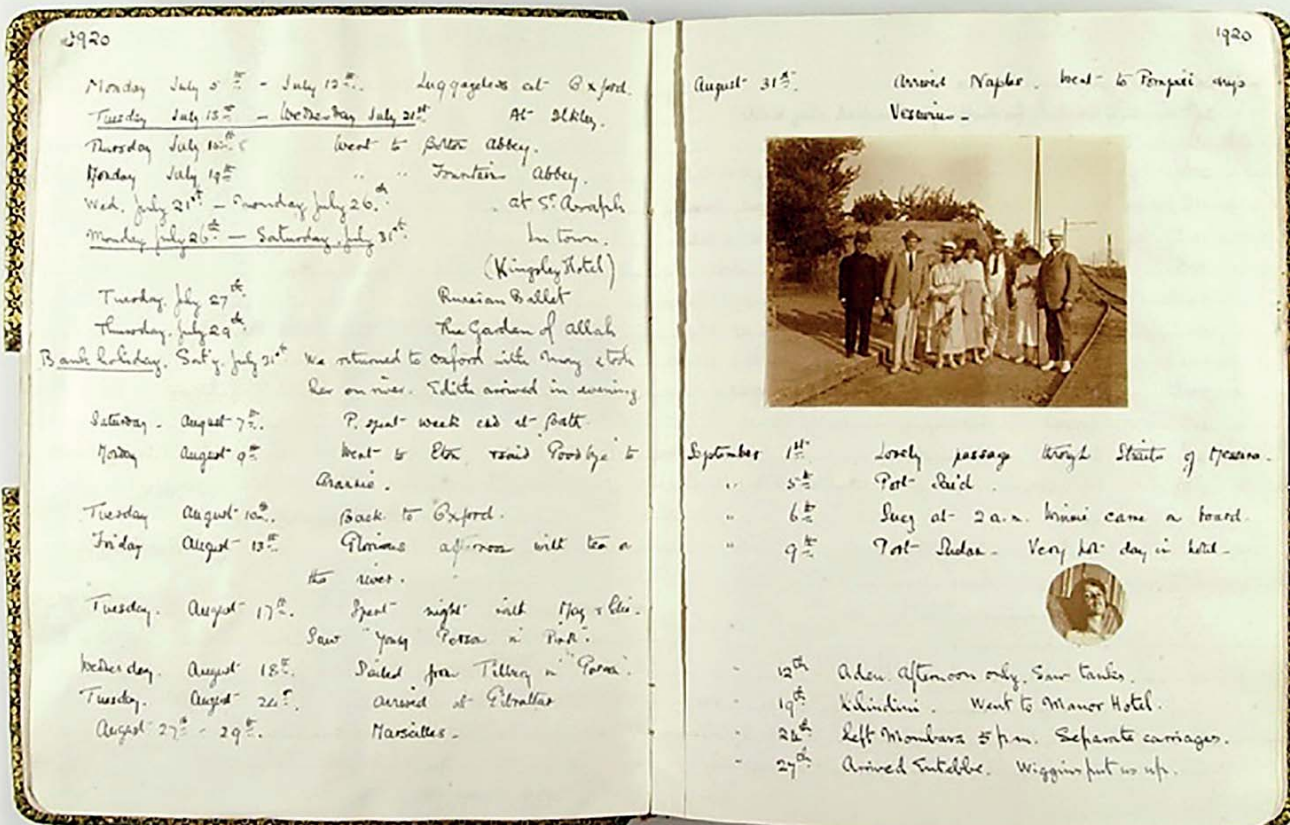 1920
Monday July 5th - July 12th. Luggageless at Oxford.
Tuesday July 13th - Wednesday July 21st At Ilkley.
Thursday July Went to Bolton Abbey.
Monday July 19th " " Fountains Abbey.
Wed. July 21st - Monday July 26th. at St. Asaph
Monday July 26th - Saturday, July 31st. In town.
(Kingsley Hotel)
Tuesday, July 27th Russian Ballet
Thursday, July 29th The Garden of Allah
Bank holiday. Sat'y. July 31st We returned to Oxford with Mary & took
her on river. Edith arrived in evening
Saturday. August 7th. P. spent week end at Bath.
Monday August 9th Went to Eton, & said "Goodbye" to
Tuesday August 10th. Back to Oxford.
Friday August 13th Glorious afternoon with tea on
the river.
Tuesday. August 17th. Spent night with May &
Saw "Young Person in Pink".
Wednesday August 18th. Sailed from Tilbury in
Tuesday. August 24th. arrived at Gibraltar
August 27th - 29th. Marseilles.
1920
August 31st. Arrived Naples. Went to Pompeii
Vesuvius.
September 1st Lovely passage through Straits of Messina.
" 5th Port Said.
" 6th Suez at 2 a.m. Winnie came on board.
" 9th Port Sudan. Very hot day in hotel.
" 12th Aden. Afternoon only. Saw tanks.
" 19th Kilindini. Went to Manor Hotel.
" 24th Left Mombasa 5 p.m. Separate carriages.
" 27th Arrived Entebbe. Wiggins put us up.